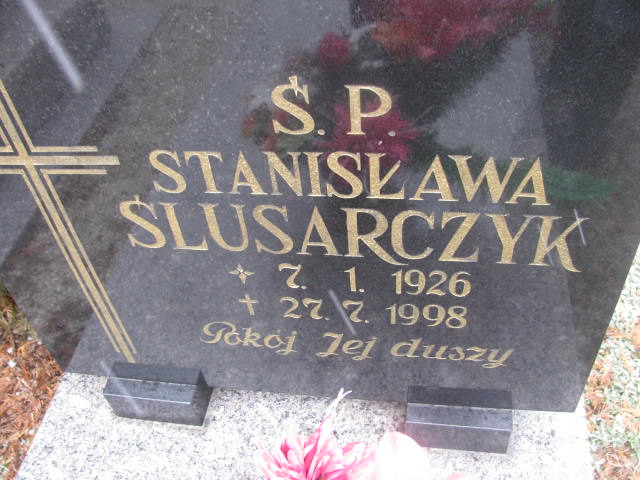 Ś. P.
STANISŁAWA
ŚLUSARCZYK
7. 1. 1926
✝ 27. 7. 1998
Pokój Jej duszy